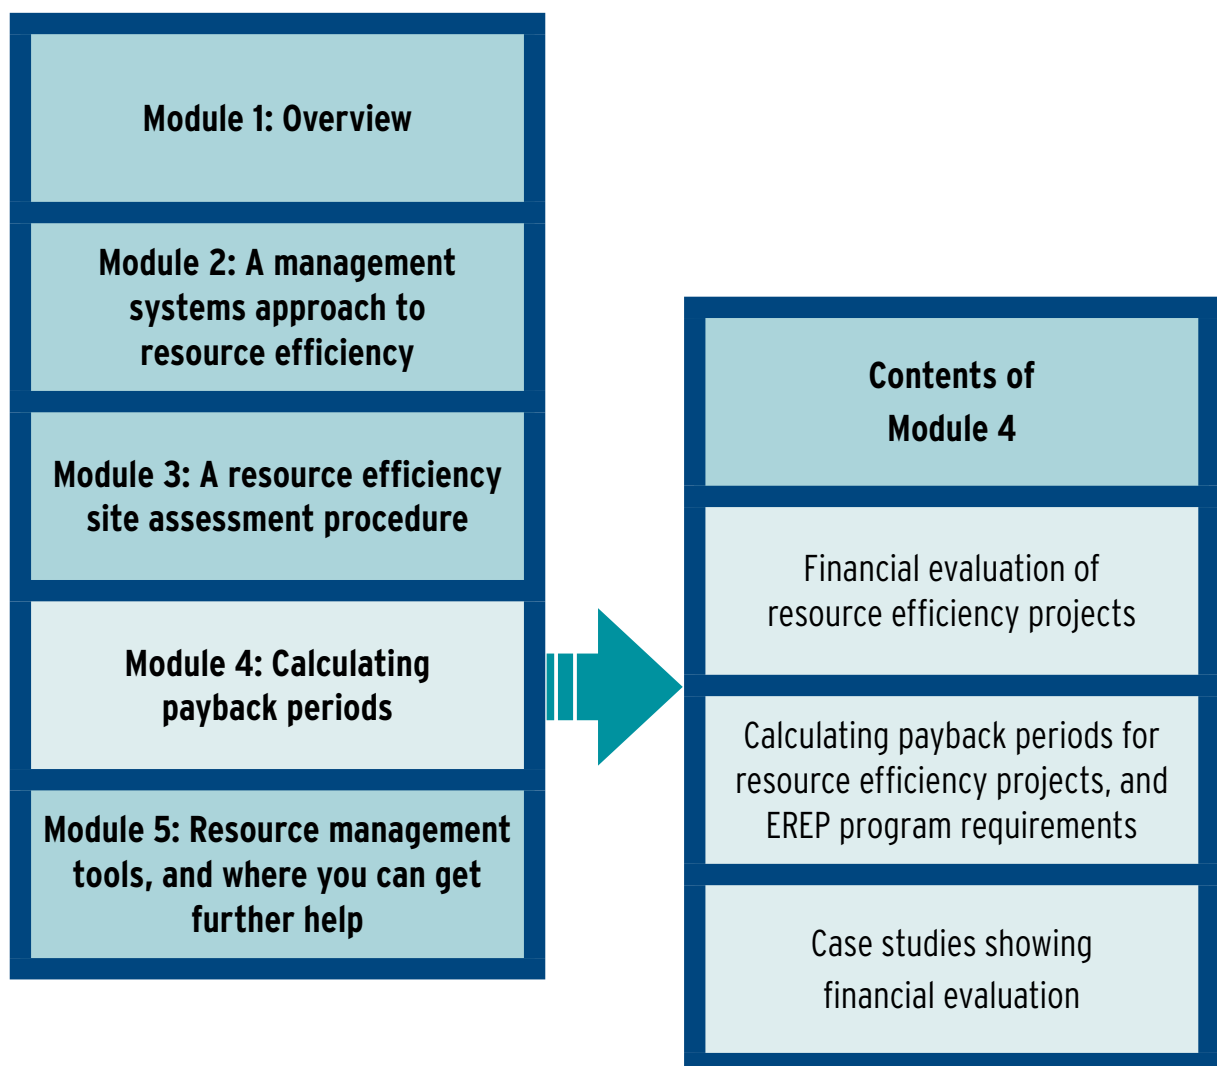 Module 1: Overview
Module 2: A management
systems approach to
resource efficiency
Module 3: A resource efficiency
site assessment procedure
Module 4: Calculating
payback periods
Module 5: Resource management
tools, and where you can get
further help
Contents of
Module 4
Financial evaluation of
resource efficiency projects
Calculating payback periods for
resource efficiency projects, and
EREP program requirements
Case studies showing
financial evaluation